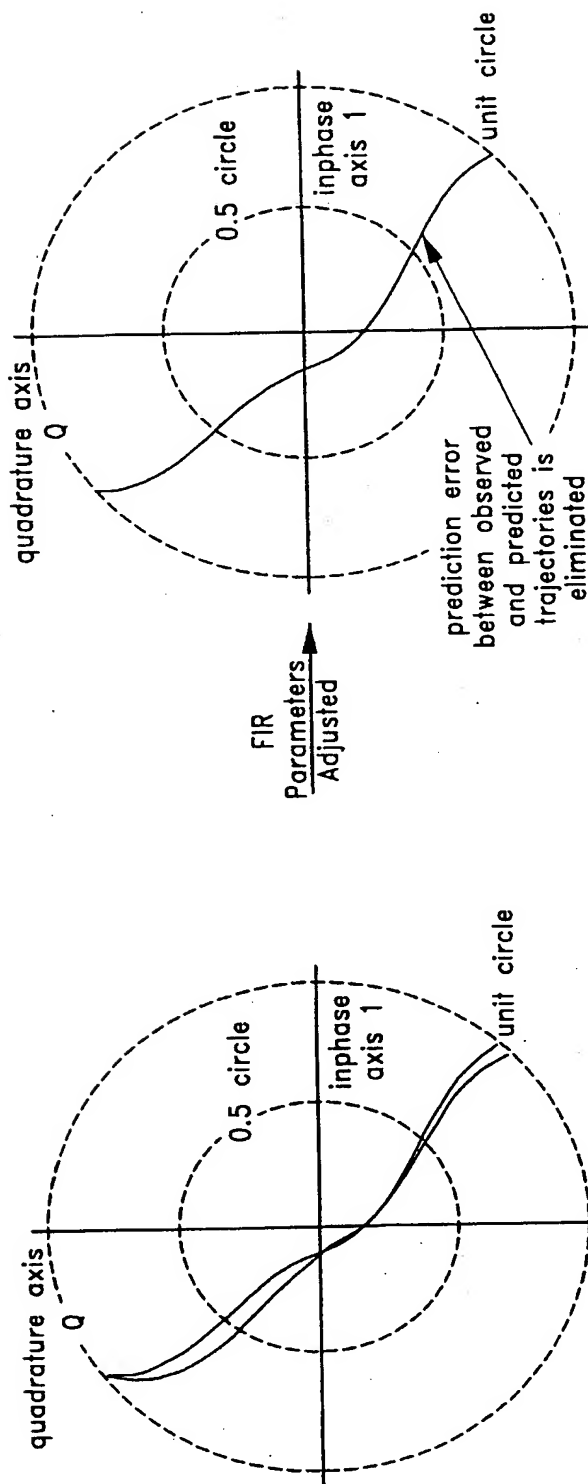 quadrature axis
Q
0.5 circle
inphase
axis 1
unit circle
FIR
Parameters
Adjusted
quadrature axis
Q
0.5 circle
inphase
axis 1
unit circle
prediction error
between observed
and predicted
trajectories is
eliminated